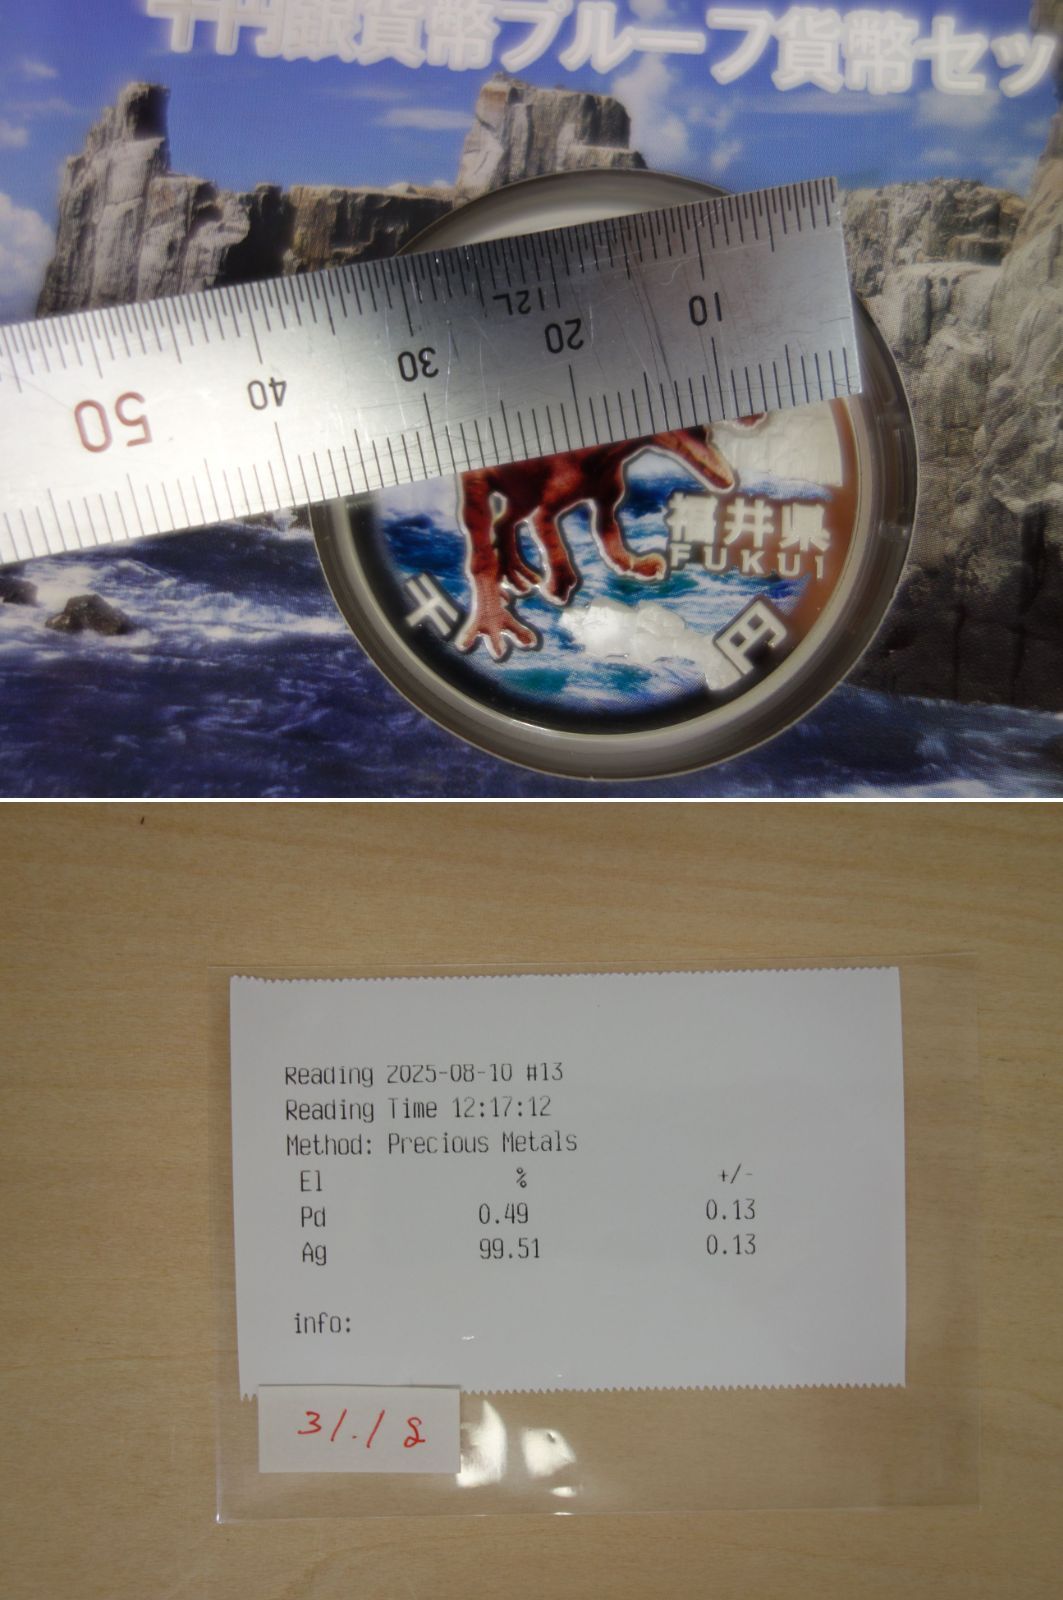 千円銀貨幣プルーフ貨幣セッ
10
20
12L
30
40
50
福井県
FUKUI
千
円
Reading 2025-08-10 #13
Reading Time 12:17:12
Method: Precious Metals
El % +/-
Pd 0.49 0.13
Ag 99.51 0.13
info:
31.1g